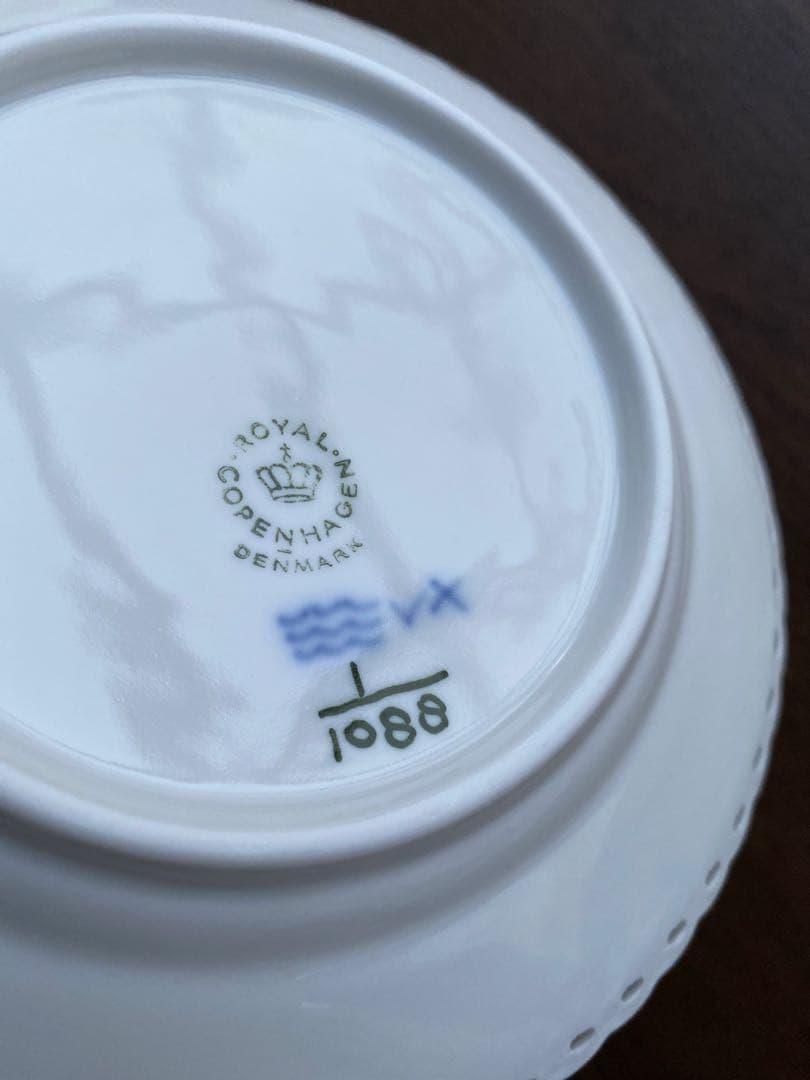 ROYAL
COPENHAGEN
DENMARK
VX
1
1088